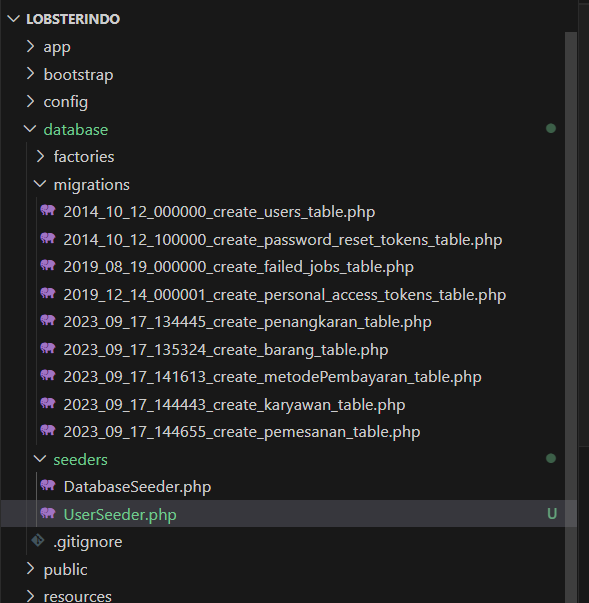 LOBSTERINDO
app
bootstrap
config
database
factories
migrations
2014_10_12_000000_create_users_table.php
2014_10_12_100000_create_password_reset_tokens_table.php
2019_08_19_000000_create_failed_jobs_table.php
2019_12_14_000001_create_personal_access_tokens_table.php
2023_09_17_134445_create_penangkaran_table.php
2023_09_17_135324_create_barang_table.php
2023_09_17_141613_create_metodePembayaran_table.php
2023_09_17_144443_create_karyawan_table.php
2023_09_17_144655_create_pemesanan_table.php
seeders
DatabaseSeeder.php
UserSeeder.php U
.gitignore
public
resources